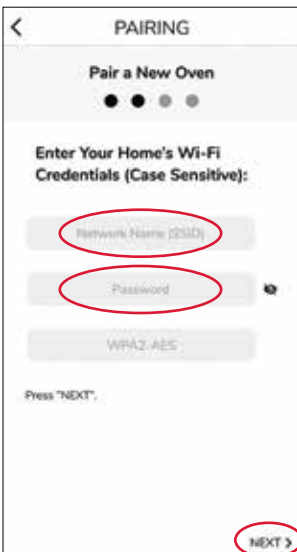 PAIRING
Pair a New Oven
Enter Your Home's Wi-Fi
Credentials (Case Sensitive):
Network Name (SSID)
Password
WPA2-AES
Press "NEXT".
NEXT